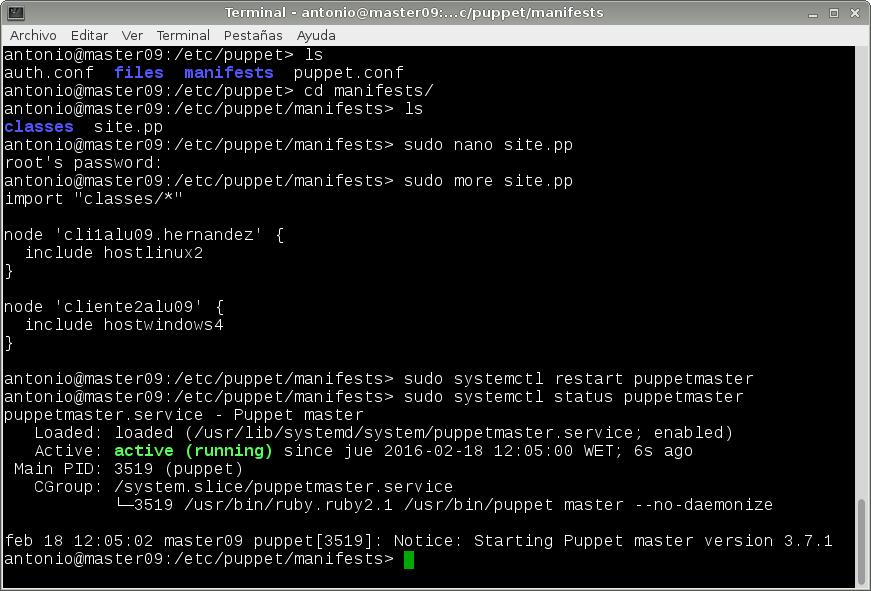 Terminal - antonio@master09:...c/puppet/manifests
Archivo Editar Ver Terminal Pestañas Ayuda
antonio@master09:/etc/puppet> ls
auth.conf  files  manifests  puppet.conf
antonio@master09:/etc/puppet> cd manifests/
antonio@master09:/etc/puppet/manifests> ls
classes  site.pp
antonio@master09:/etc/puppet/manifests> sudo nano site.pp
root's password:
antonio@master09:/etc/puppet/manifests> sudo more site.pp
import "classes/*"
node 'cli1alu09.hernandez' {
  include hostlinux2
}
node 'cliente2alu09' {
  include hostwindows4
}
antonio@master09:/etc/puppet/manifests> sudo systemctl restart puppetmaster
antonio@master09:/etc/puppet/manifests> sudo systemctl status puppetmaster
puppetmaster.service - Puppet master
   Loaded: loaded (/usr/lib/systemd/system/puppetmaster.service; enabled)
   Active: active (running) since jue 2016-02-18 12:05:00 WET; 6s ago
 Main PID: 3519 (puppet)
   CGroup: /system.slice/puppetmaster.service
           └─3519 /usr/bin/ruby.ruby2.1 /usr/bin/puppet master --no-daemonize
feb 18 12:05:02 master09 puppet[3519]: Notice: Starting Puppet master version 3.7.1
antonio@master09:/etc/puppet/manifests>